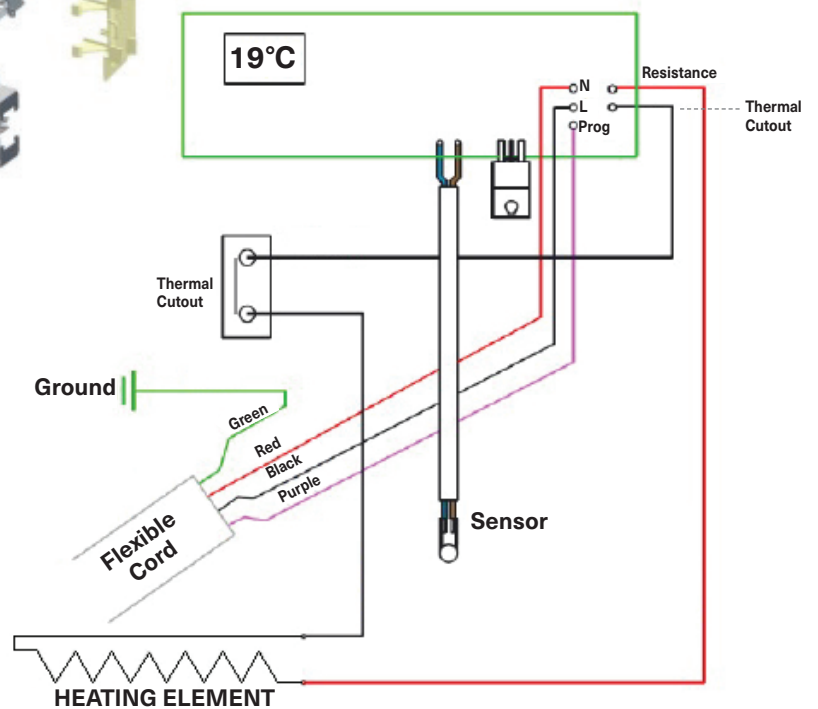 19°C
N
Resistance
L
Thermal
Cutout
Prog
Thermal
Cutout
Ground
Green
Red
Black
Purple
Flexible
Cord
Sensor
HEATING ELEMENT